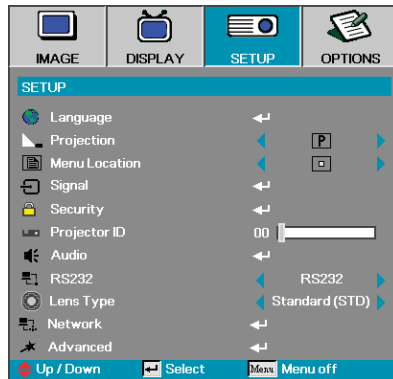 IMAGE DISPLAY SETUP OPTIONS
SETUP
Language
Projection P
Menu Location
Signal
Security
Projector ID 00
Audio
RS232 RS232
Lens Type Standard (STD)
Network
Advanced
Up / Down Select Menu Menu off